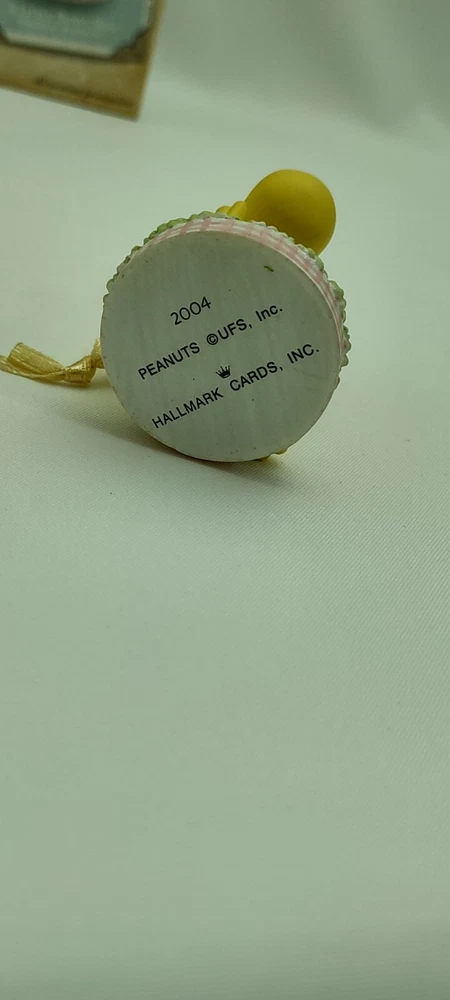 2004
PEANUTS ©UFS, Inc.
HALLMARK CARDS, INC.